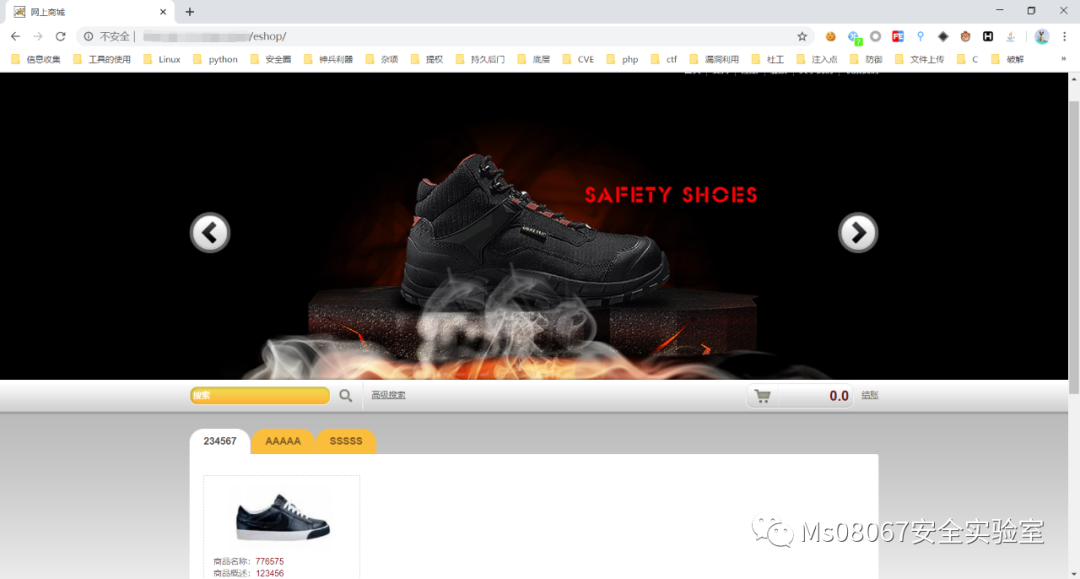 网上商城
不安全 /eshop/
信息收集 工具的使用 Linux python 安全圈 神兵利器 杂项 提权 持久后门 底层 CVE php ctf 漏洞利用 社工 注入点 防御 文件上传 C 破解 »
SAFETY SHOES
搜索 高级搜索 0.0 结账
234567 AAAAA SSSSS
商品名称: 776575
商品概述: 123456
Ms08067安全实验室